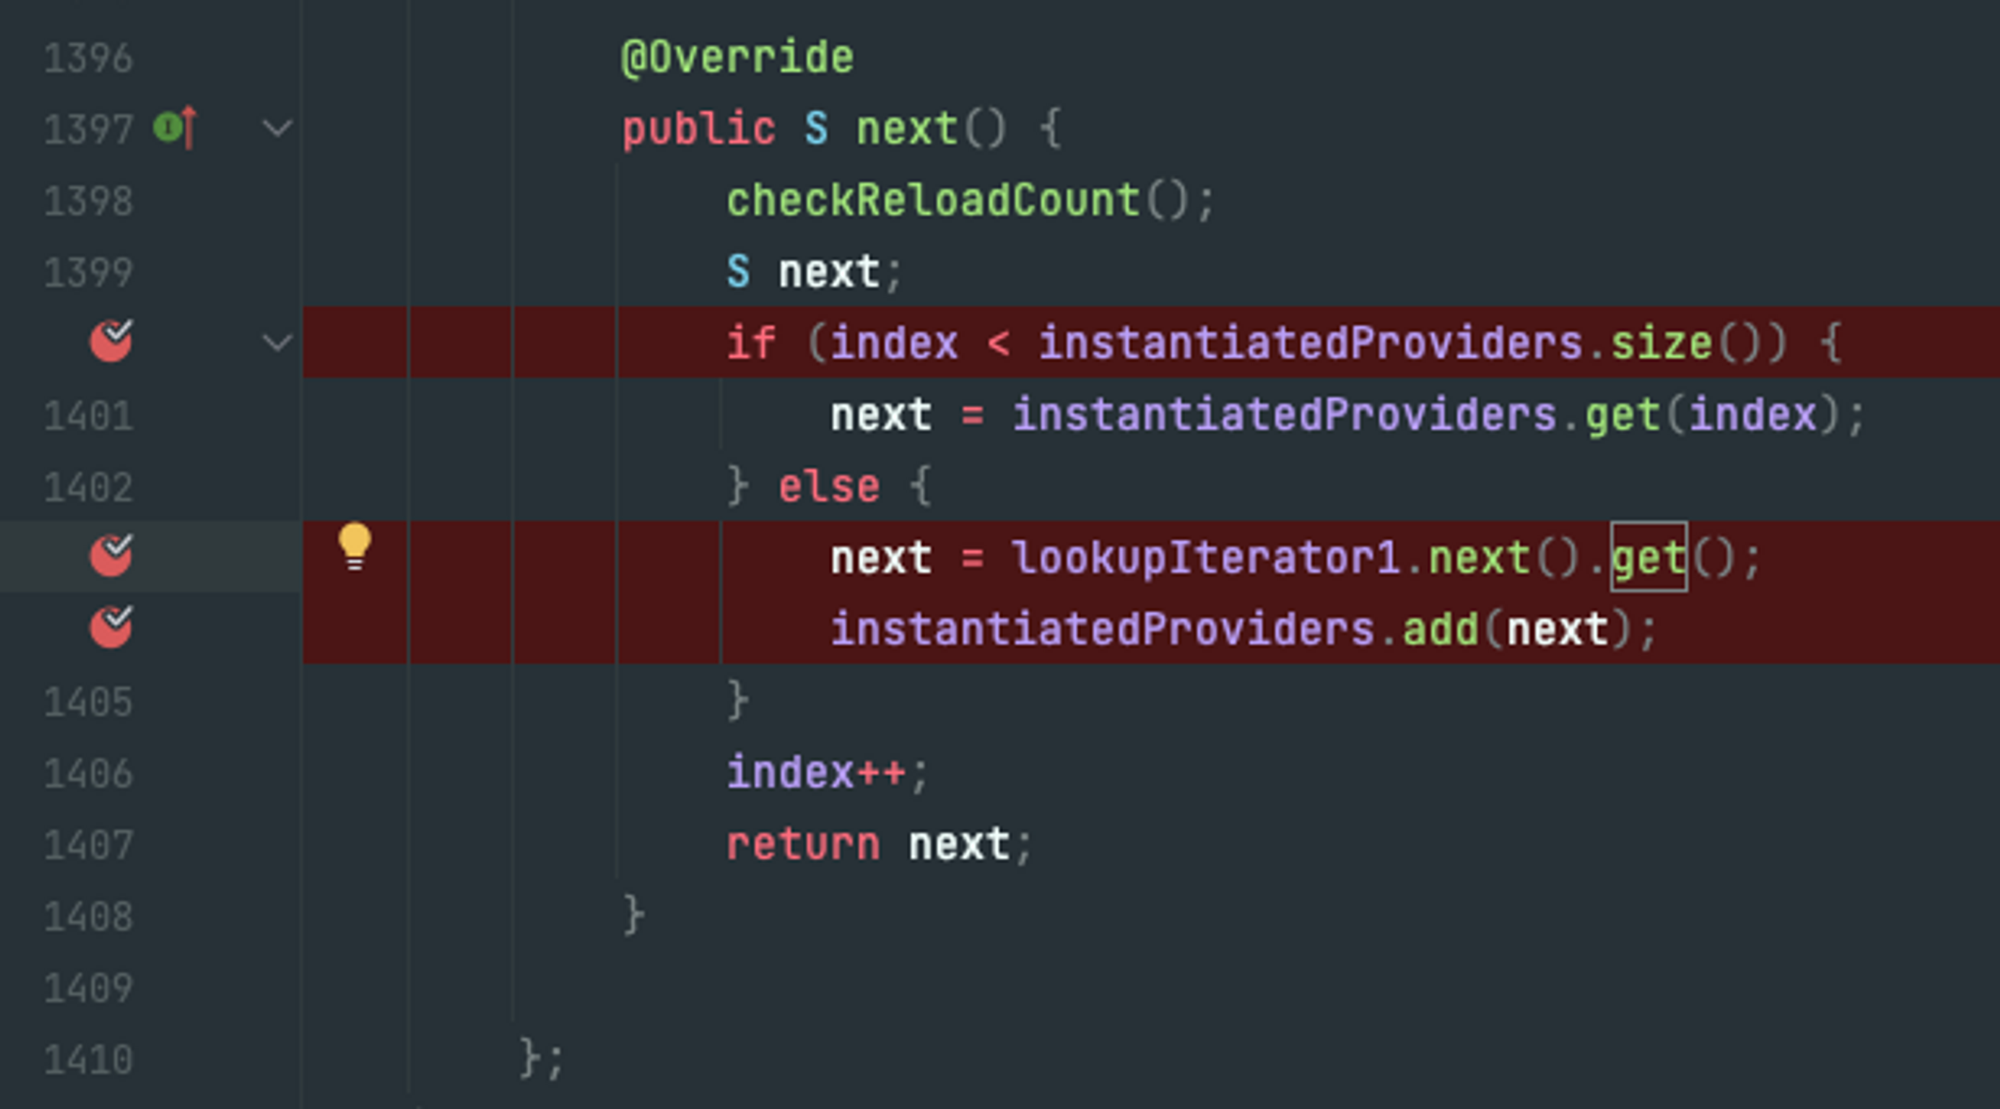 1396 @Override
1397 public S next() {
1398 checkReloadCount();
1399 S next;
if (index < instantiatedProviders.size()) {
1401 next = instantiatedProviders.get(index);
1402 } else {
next = lookupIterator1.next().get();
instantiatedProviders.add(next);
1405 }
1406 index++;
1407 return next;
1408 }
1409
1410 };